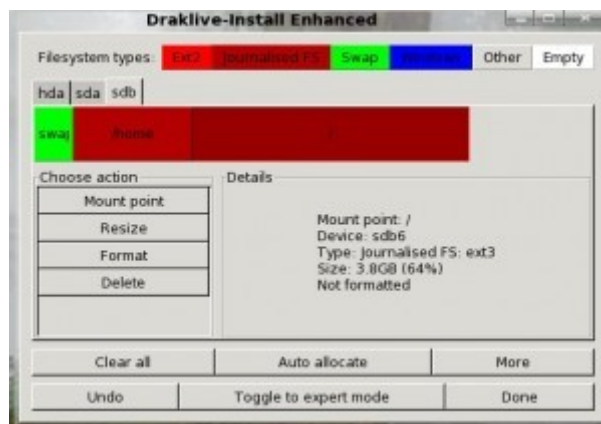 Draklive-Install Enhanced
Filesystem types: Ext2 Journalised FS Swap Windows Other Empty
hda sda sdb
swap /home /
Choose action
Mount point
Resize
Format
Delete
Details
Mount point: /
Device: sdb6
Type: Journalised FS: ext3
Size: 3.8GB (64%)
Not formatted
Clear all Auto allocate More
Undo Toggle to expert mode Done